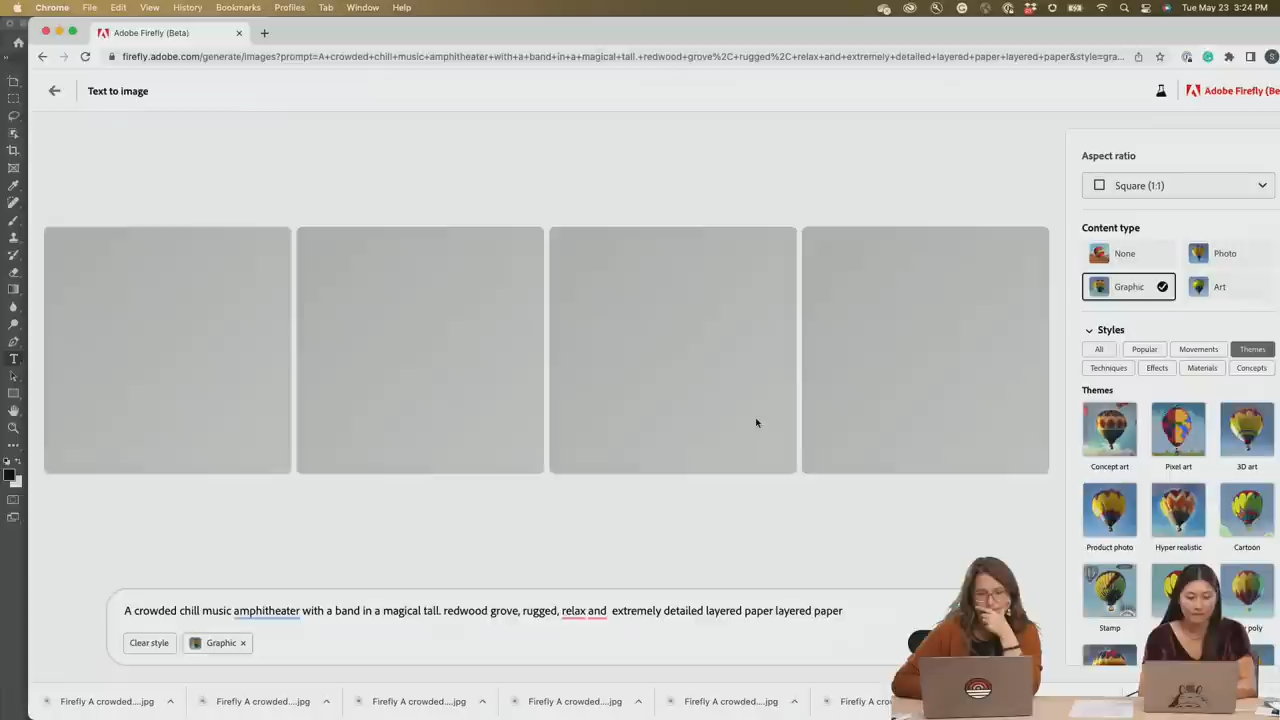 Chrome File Edit View History Bookmarks Profiles Tab Window Help Tue May 23 3:24 PM
Adobe Firefly (Beta)
firefly.adobe.com/generate/images?prompt=A+crowded+chill+music+amphitheater+with+a+band+in+a+magical+tall.+redwood+grove%2C+rugged%2C+relax+and+extremely+detailed+layered+paper+layered+paper&style=gra...
Text to image
Adobe Firefly (Be
Aspect ratio
Square (1:1)
Content type
None Photo
Graphic Art
Styles
All Popular Movements Themes
Techniques Effects Materials Concepts
Themes
Concept art Pixel art 3D art
Product photo Hyper realistic Cartoon
Stamp y poly
A crowded chill music amphitheater with a band in a magical tall. redwood grove, rugged, relax and extremely detailed layered paper layered paper
Clear style Graphic
Firefly A crowded....jpg Firefly A crowded....jpg Firefly A crowded....jpg Firefly A crowded....jpg Firefly A crowded....jpg Firefly A crow